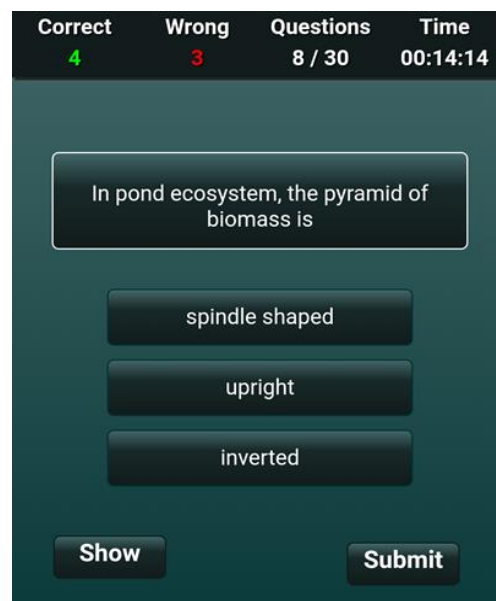 Correct Wrong Questions Time
4 3 8 / 30 00:14:14
In pond ecosystem, the pyramid of
biomass is
spindle shaped
upright
inverted
Show Submit